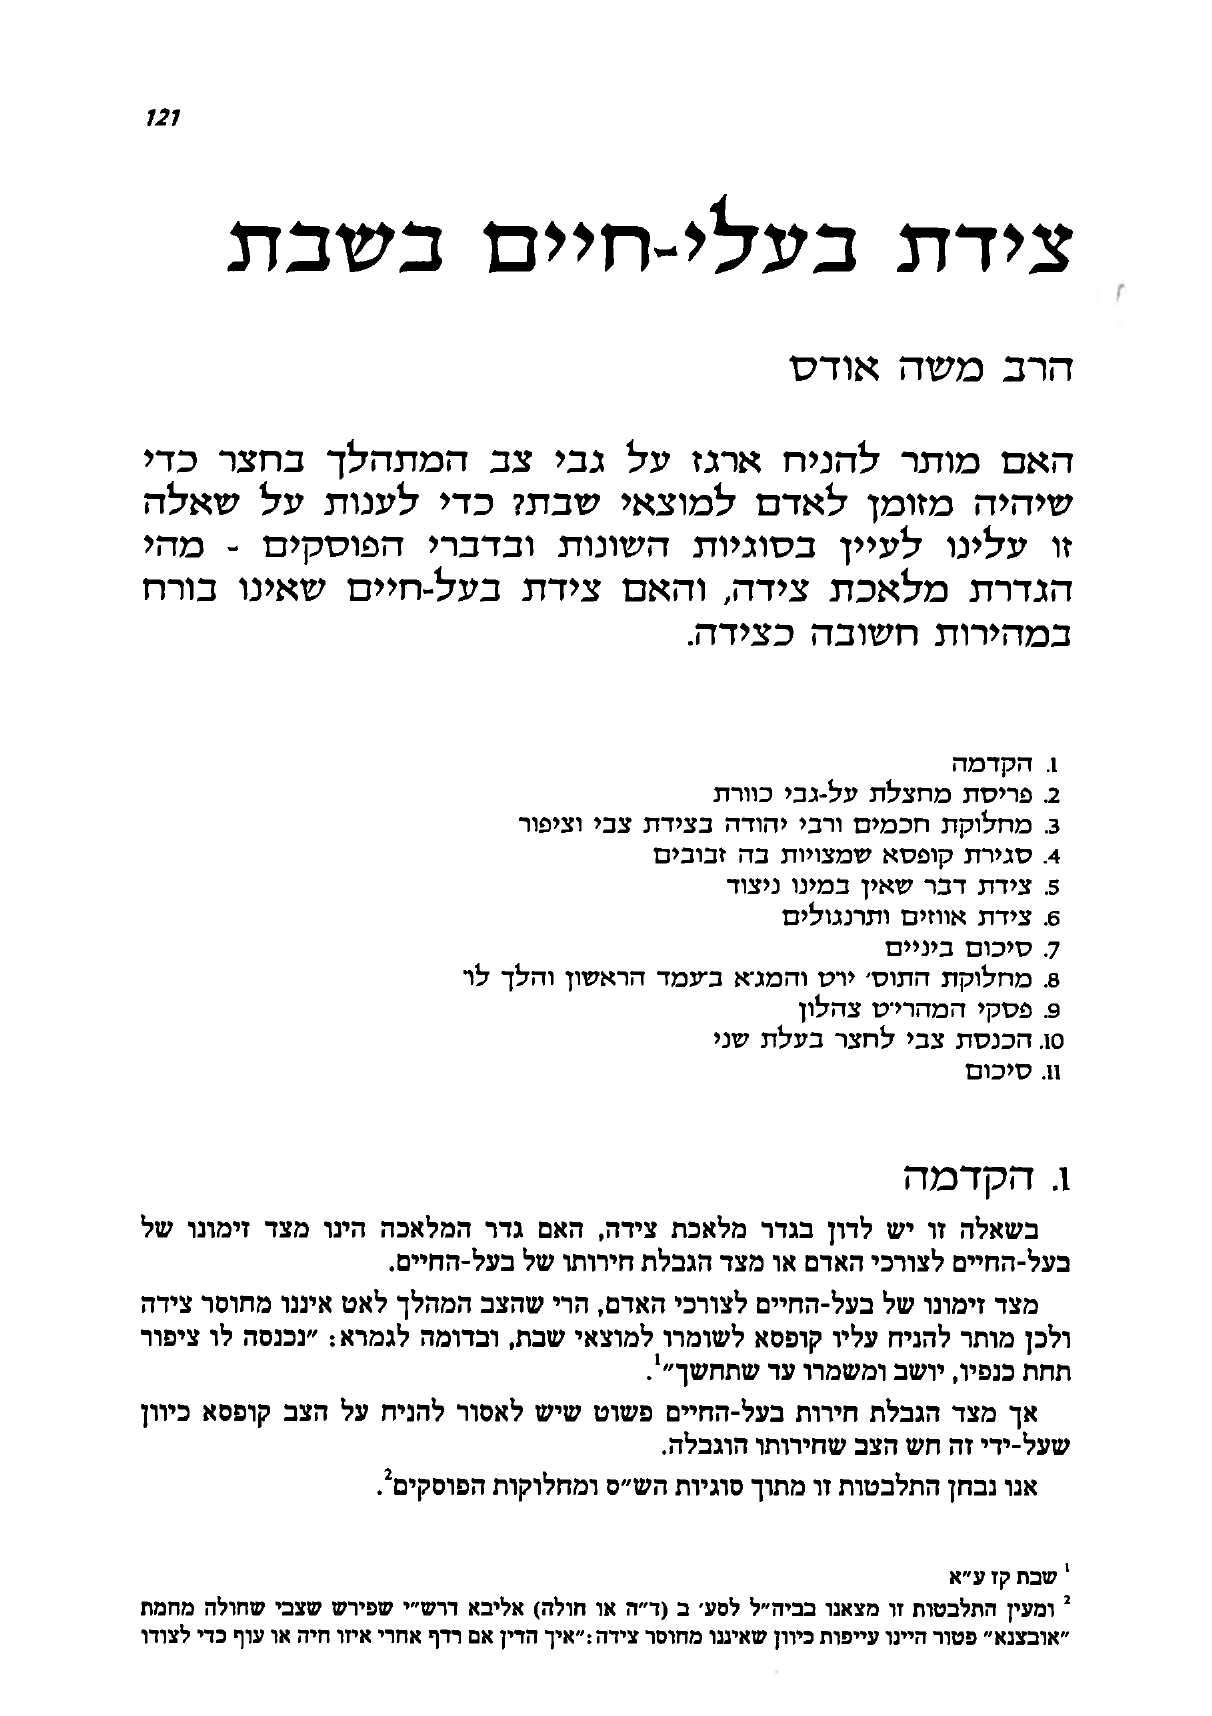 121
צידת בעלי-חיים בשבת
הרב משה אודס
האם מותר להניח ארגז על גבי צב המתהלך בחצר כדי
שיהיה מזומן לאדם למוצאי שבת? כדי לענות על שאלה
זו עלינו לעיין בסוגיות השונות ובדברי הפוסקים - מהי
הגדרת מלאכת צידה, והאם צידת בעל-חיים שאינו בורח
במהירות חשובה כצידה.
1. הקדמה
2. פריסת מחצלת על-גבי כוורת
3. מחלוקת חכמים ורבי יהודה בצידת צבי וציפור
4. סגירת קופסא שמצויות בה זבובים
5. צידת דבר שאין במינו ניצוד
6. צידת אווזים ותרנגולים
7. סיכום ביניים
8. מחלוקת התוס' יו"ט והמג"א ב"עמד הראשון והלך לו"
9. פסקי המהרי"ט צהלון
10. הכנסת צבי לחצר בעלת שני
11. סיכום
1. הקדמה
בשאלה זו יש לדון בגדר מלאכת צידה, האם גדר המלאכה הינו מצד זימונו של
בעל-החיים לצורכי האדם או מצד הגבלת חירותו של בעל-החיים.
מצד זימונו של בעל-החיים לצורכי האדם, הרי שהצב המהלך לאט איננו מחוסר צידה
ולכן מותר להניח עליו קופסא לשומרו למוצאי שבת, ובדומה לגמרא: "נכנסה לו ציפור
תחת כנפיו, יושב ומשמרו עד שתחשך"1.
אך מצד הגבלת חירות בעל-החיים פשוט שיש לאסור להניח על הצב קופסא כיוון
שעל-ידי זה חש הצב שחירותו הוגבלה.
אנו נבחן התלבטות זו מתוך סוגיות הש"ס ומחלוקות הפוסקים2.
1 שבת קז ע"א
2 ומעין התלבטות זו מצאנו בביה"ל לסע' ב (ד"ה או חולה) אליבא דרש"י שפירש שצבי שחולה מחמת
"אובצנא" פטור היינו עייפות כיוון שאיננו מחוסר צידה: "איך הדין אם רדף אחרי איזו חיה או עוף כדי לצודו